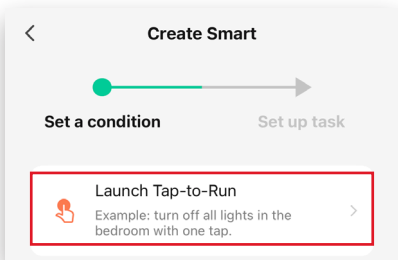 Create Smart
Set a condition
Set up task
Launch Tap-to-Run
Example: turn off all lights in the
bedroom with one tap.